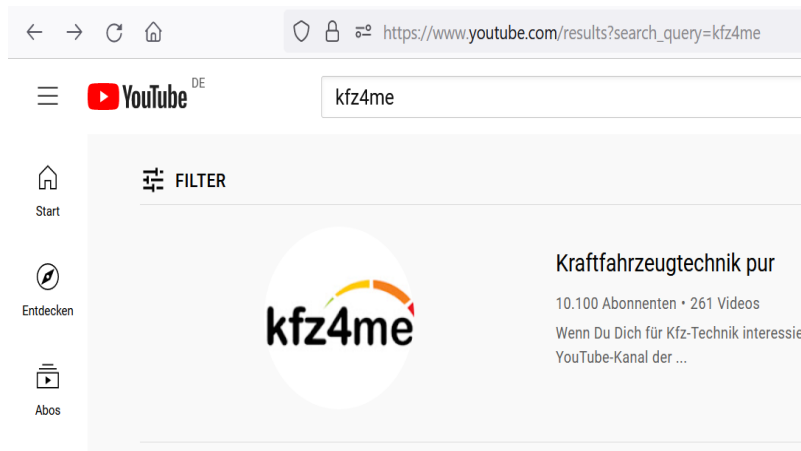 https://www.youtube.com/results?search_query=kfz4me
YouTube DE
kfz4me
FILTER
Start
Kraftfahrzeugtechnik pur
kfz4me
10.100 Abonnenten • 261 Videos
Entdecken
Wenn Du Dich für Kfz-Technik interessie
YouTube-Kanal der ...
Abos